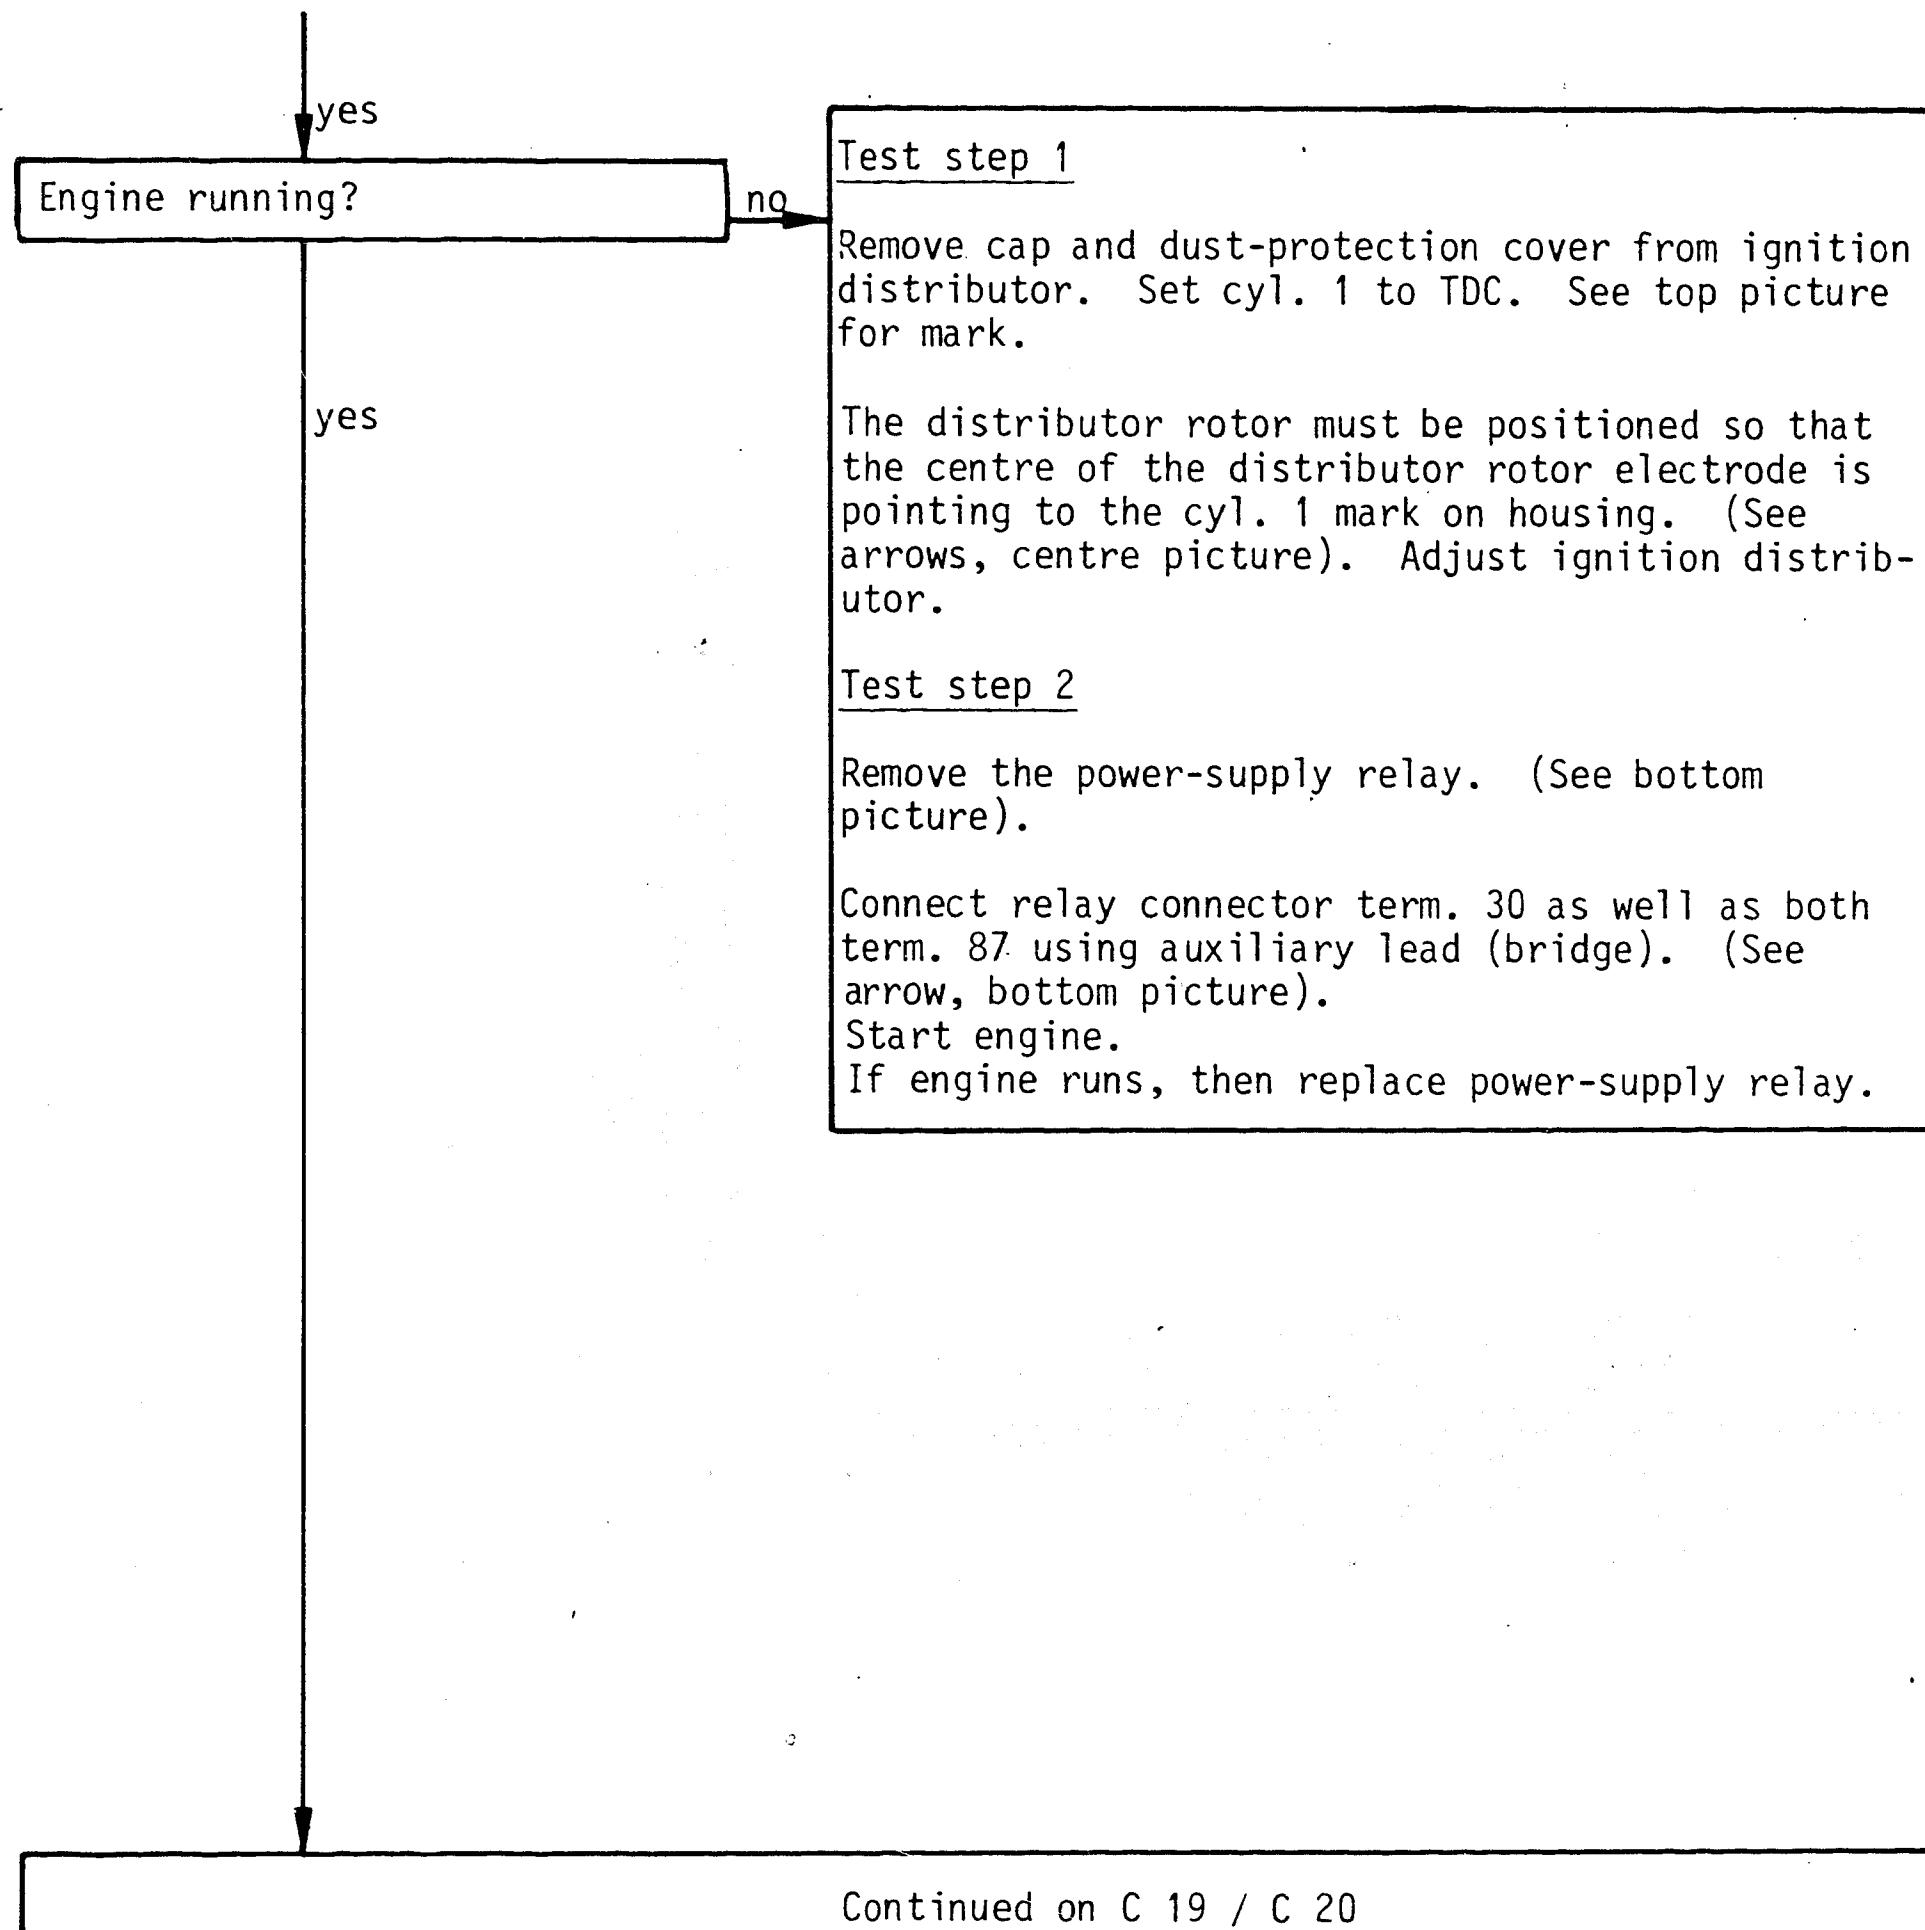 yes
Engine running?
no
yes
Test step 1
Remove cap and dust-protection cover from ignition
distributor. Set cyl. 1 to TDC. See top picture
for mark.
The distributor rotor must be positioned so that
the centre of the distributor rotor electrode is
pointing to the cyl. 1 mark on housing. (See
arrows, centre picture). Adjust ignition distrib-
utor.
Test step 2
Remove the power-supply relay. (See bottom
picture).
Connect relay connector term. 30 as well as both
term. 87 using auxiliary lead (bridge). (See
arrow, bottom picture).
Start engine.
If engine runs, then replace power-supply relay.
Continued on C 19 / C 20